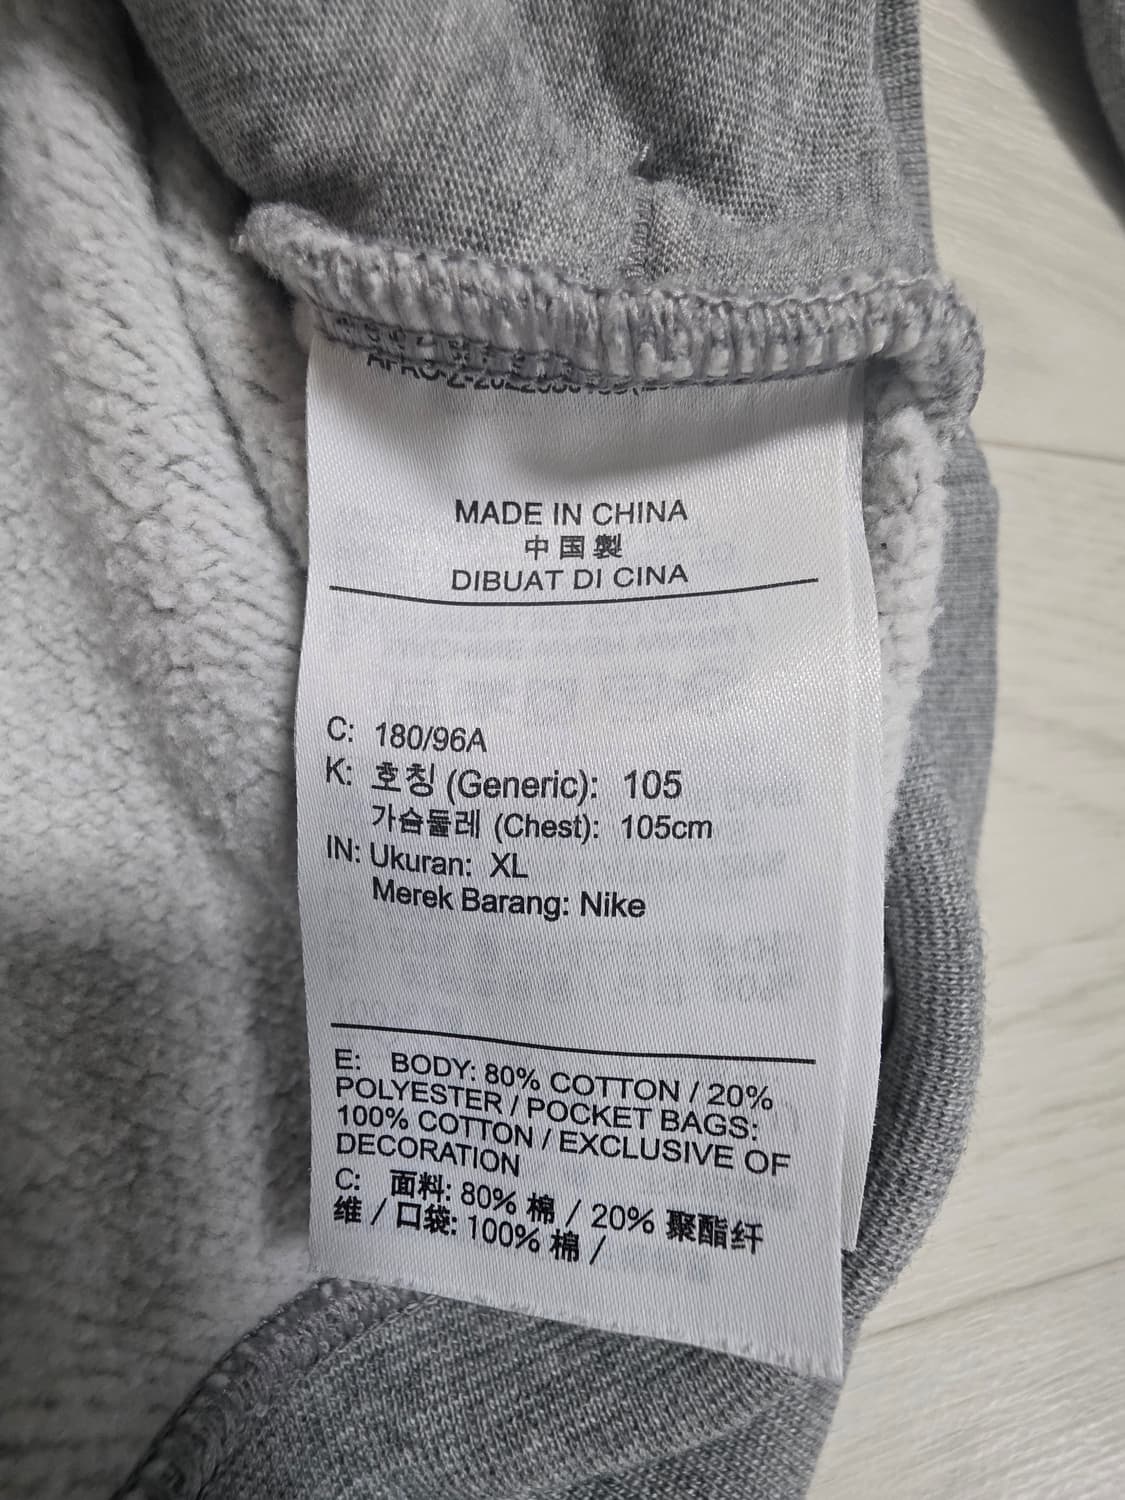 MADE IN CHINA
中国製
DIBUAT DI CINA
C: 180/96A
K: 호칭 (Generic): 105
가슴둘레 (Chest): 105cm
IN: Ukuran: XL
Merek Barang: Nike
E: BODY: 80% COTTON / 20%
POLYESTER / POCKET BAGS:
100% COTTON / EXCLUSIVE OF
DECORATION
C: 面料: 80% 棉 / 20% 聚酯纤
维 / 口袋: 100% 棉 /